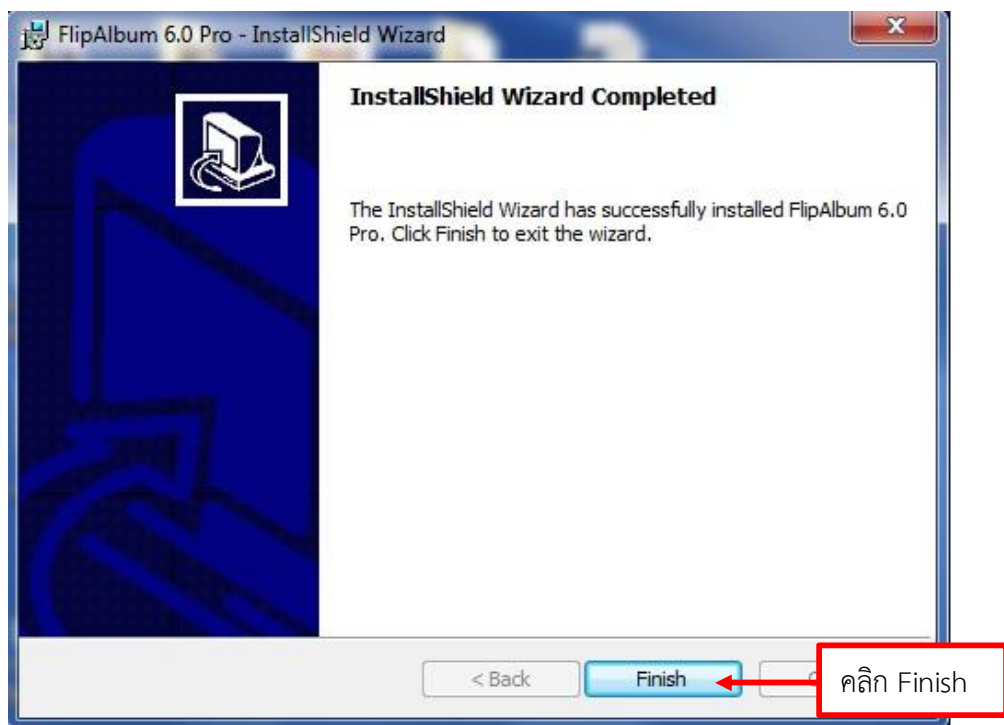 FlipAlbum 6.0 Pro - InstallShield Wizard
InstallShield Wizard Completed
The InstallShield Wizard has successfully installed FlipAlbum 6.0
Pro. Click Finish to exit the wizard.
< Back
Finish
คลิก Finish